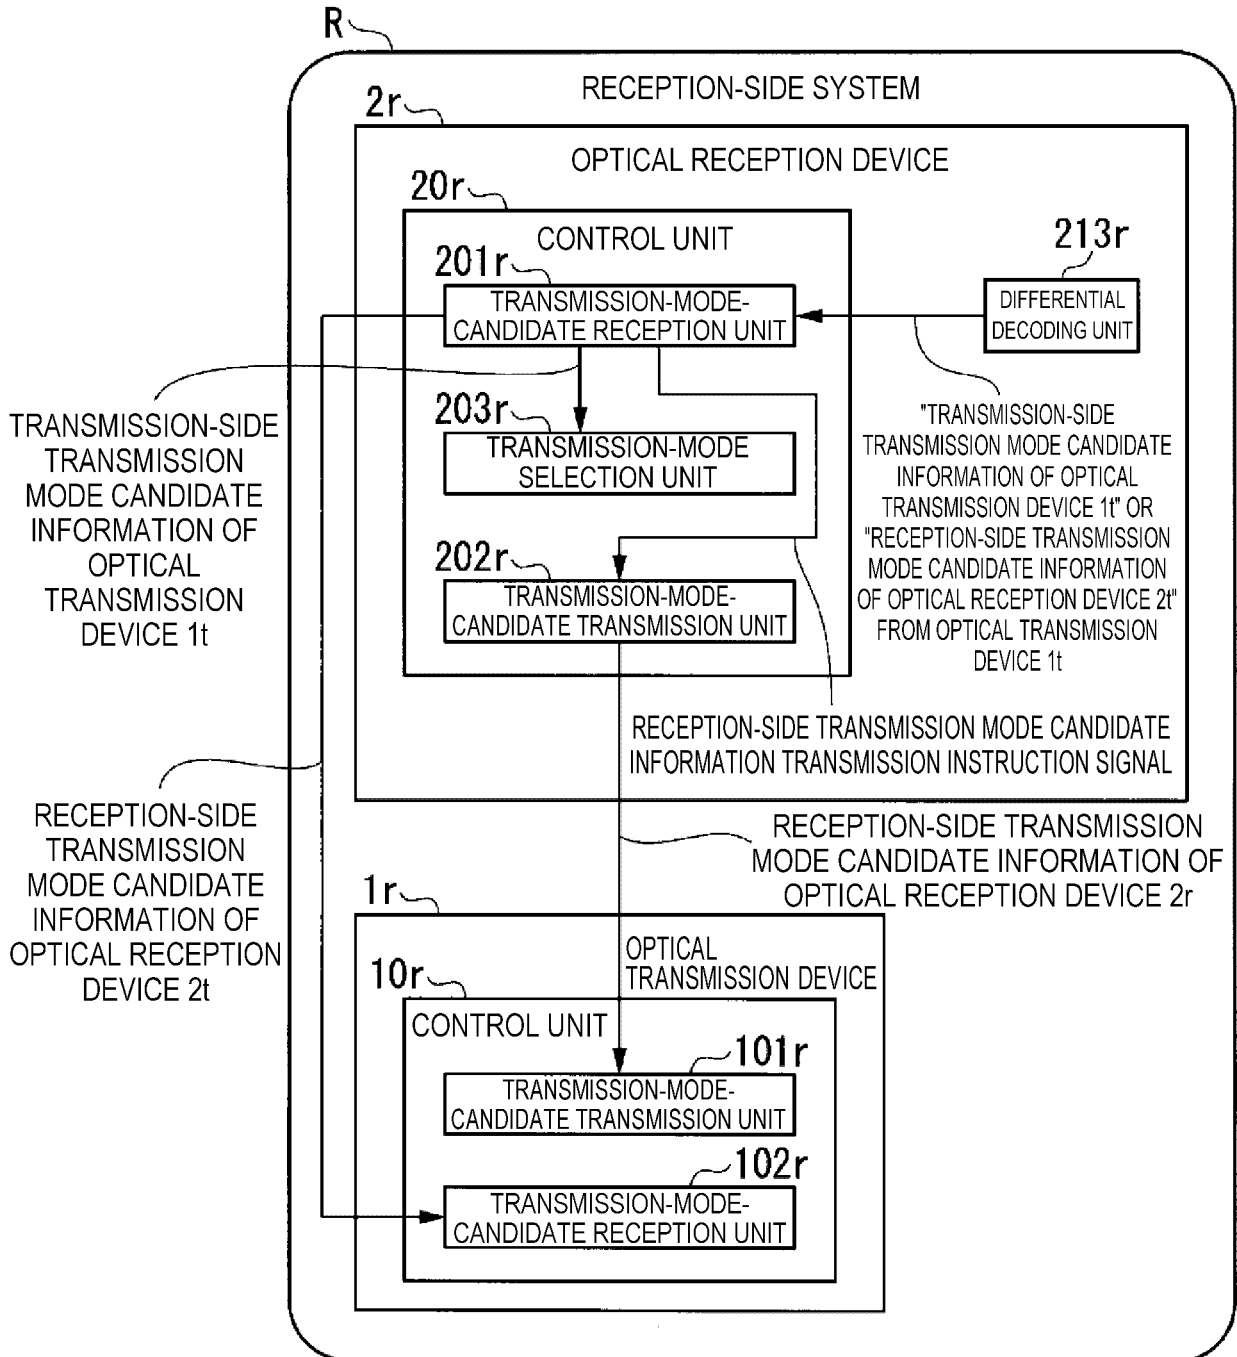 R
RECEPTION-SIDE SYSTEM
2r
OPTICAL RECEPTION DEVICE
20r
CONTROL UNIT
213r
201r
TRANSMISSION-MODE-
CANDIDATE RECEPTION UNIT
DIFFERENTIAL
DECODING UNIT
TRANSMISSION-SIDE
TRANSMISSION
MODE CANDIDATE
INFORMATION OF
OPTICAL
TRANSMISSION
DEVICE 1t
203r
TRANSMISSION-MODE
SELECTION UNIT
"TRANSMISSION-SIDE
TRANSMISSION MODE CANDIDATE
INFORMATION OF OPTICAL
TRANSMISSION DEVICE 1t" OR
"RECEPTION-SIDE TRANSMISSION
MODE CANDIDATE INFORMATION
OF OPTICAL RECEPTION DEVICE 2t"
FROM OPTICAL TRANSMISSION
DEVICE 1t
202r
TRANSMISSION-MODE-
CANDIDATE TRANSMISSION UNIT
RECEPTION-SIDE TRANSMISSION MODE CANDIDATE
INFORMATION TRANSMISSION INSTRUCTION SIGNAL
RECEPTION-SIDE
TRANSMISSION
MODE CANDIDATE
INFORMATION OF
OPTICAL RECEPTION
DEVICE 2t
RECEPTION-SIDE TRANSMISSION
MODE CANDIDATE INFORMATION OF
OPTICAL RECEPTION DEVICE 2r
1r
OPTICAL
TRANSMISSION DEVICE
10r
CONTROL UNIT
101r
TRANSMISSION-MODE-
CANDIDATE TRANSMISSION UNIT
102r
TRANSMISSION-MODE-
CANDIDATE RECEPTION UNIT